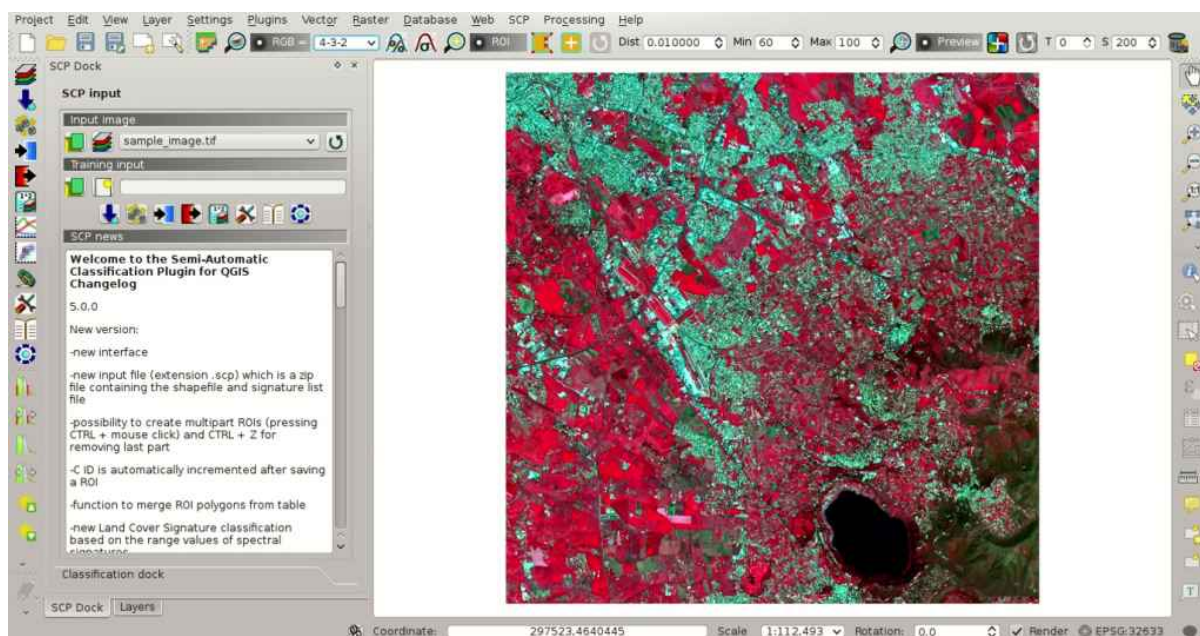 Project Edit View Layer Settings Plugins Vector Raster Database Web SCP Processing Help
RGB = 4-3-2 ROI Dist 0.010000 Min 60 Max 100 Preview T 0 S 200
SCP Dock
SCP input
Input image
sample_image.tif
Training input
SCP news
Welcome to the Semi-Automatic
Classification Plugin for QGIS
Changelog
5.0.0
New version:
-new interface
-new input file (extension .scp) which is a zip
file containing the shapefile and signature list
file
-possibility to create multipart ROIs (pressing
CTRL + mouse click) and CTRL + Z for
removing last part
-C ID is automatically incremented after saving
a ROI
-function to merge ROI polygons from table
-new Land Cover Signature classification
based on the range values of spectral
signatures
Classification dock
SCP Dock Layers
Coordinate: 297523,4640445 Scale 1:112,493 Rotation: 0.0 Render EPSG:32633